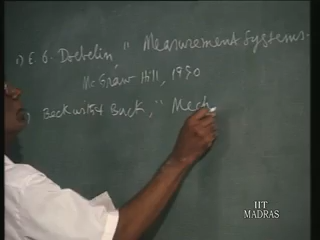 1) E. O. Doebelin, " Measurement Systems.
McGraw Hill, 1990
) Beckwith & Buck, " Mech
IIT
MADRAS